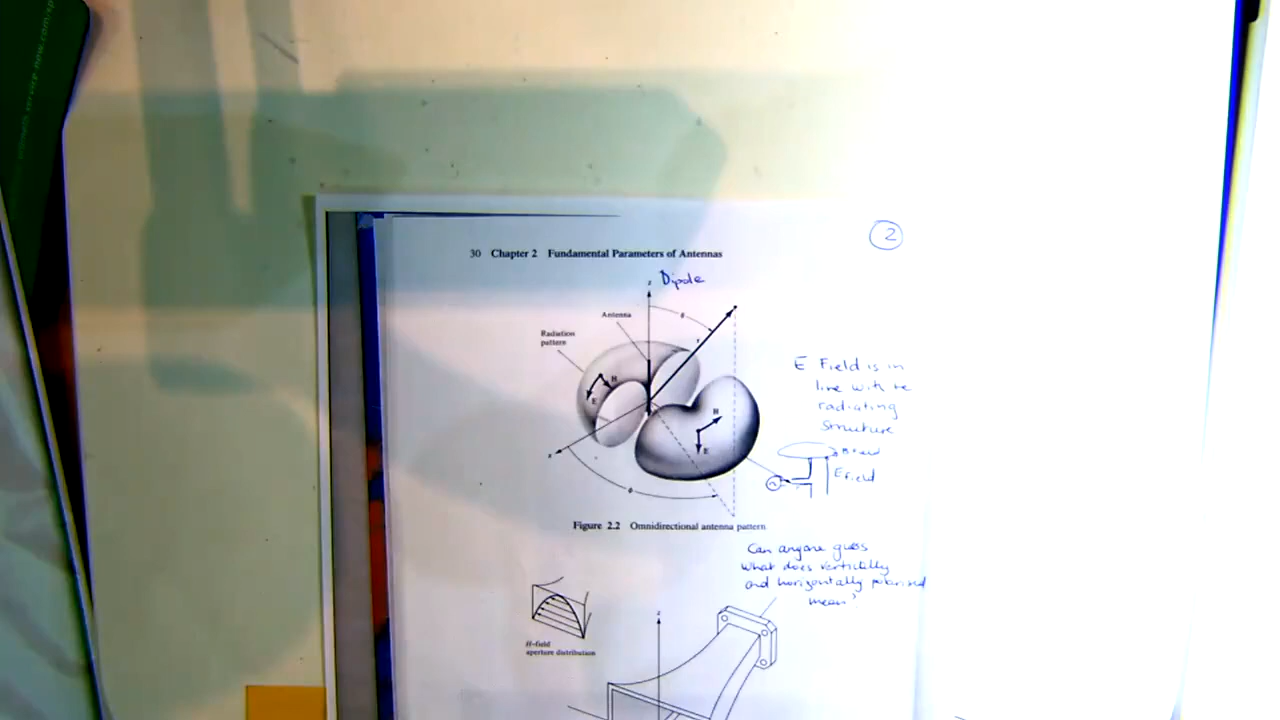 2
30 Chapter 2 Fundamental Parameters of Antennas
z Dipole
Antenna
θ
Radiation
pattern
r
H
E
H
E
x
φ
E Field is in
line with
radiating
structure
E field
Figure 2.2 Omnidirectional antenna pattern
Can anyone guess
what does vertically
and horizontally polarised
mean?
z
H-field
aperture distribution